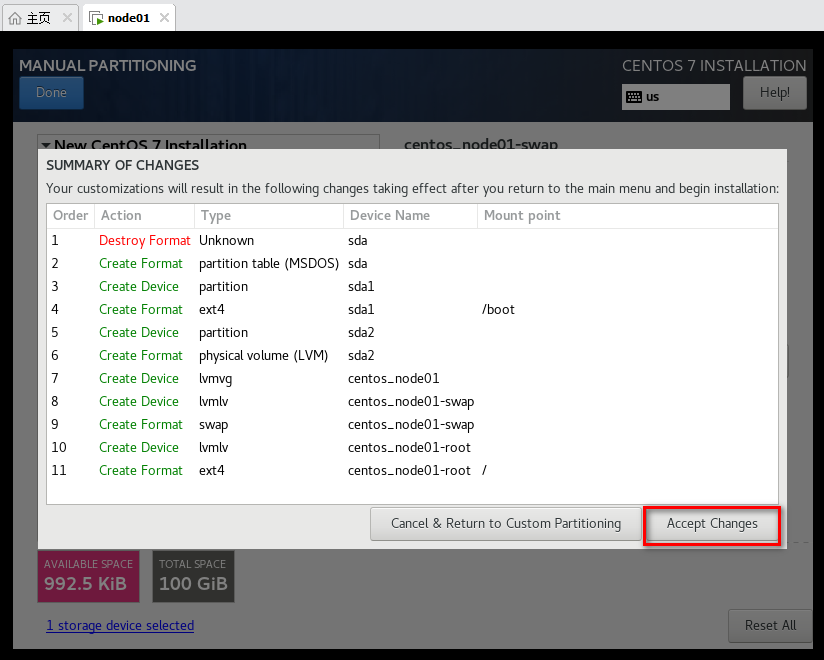 主页 node01
MANUAL PARTITIONING
CENTOS 7 INSTALLATION
Done
us
Help!
New CentOS 7 Installation
centos_node01-swap
SUMMARY OF CHANGES
Your customizations will result in the following changes taking effect after you return to the main menu and begin installation:
Order Action Type Device Name Mount point
1 Destroy Format Unknown sda
2 Create Format partition table (MSDOS) sda
3 Create Device partition sda1
4 Create Format ext4 sda1 /boot
5 Create Device partition sda2
6 Create Format physical volume (LVM) sda2
7 Create Device lvmvg centos_node01
8 Create Device lvmlv centos_node01-swap
9 Create Format swap centos_node01-swap
10 Create Device lvmlv centos_node01-root
11 Create Format ext4 centos_node01-root /
Cancel & Return to Custom Partitioning Accept Changes
AVAILABLE SPACE TOTAL SPACE
992.5 KiB 100 GiB
1 storage device selected
Reset All